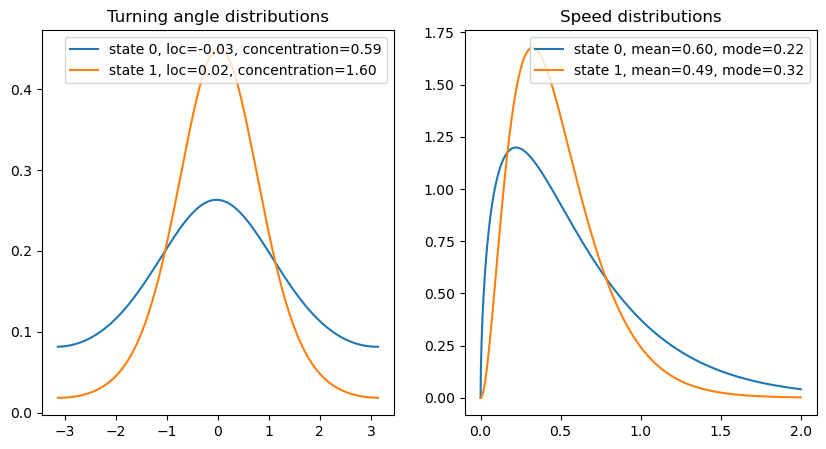 Turning angle distributions
state 0, loc=-0.03, concentration=0.59
state 1, loc=0.02, concentration=1.60
0.4
0.3
0.2
0.1
0.0
−3 −2 −1 0 1 2 3
Speed distributions
state 0, mean=0.60, mode=0.22
state 1, mean=0.49, mode=0.32
1.75
1.50
1.25
1.00
0.75
0.50
0.25
0.00
0.0 0.5 1.0 1.5 2.0